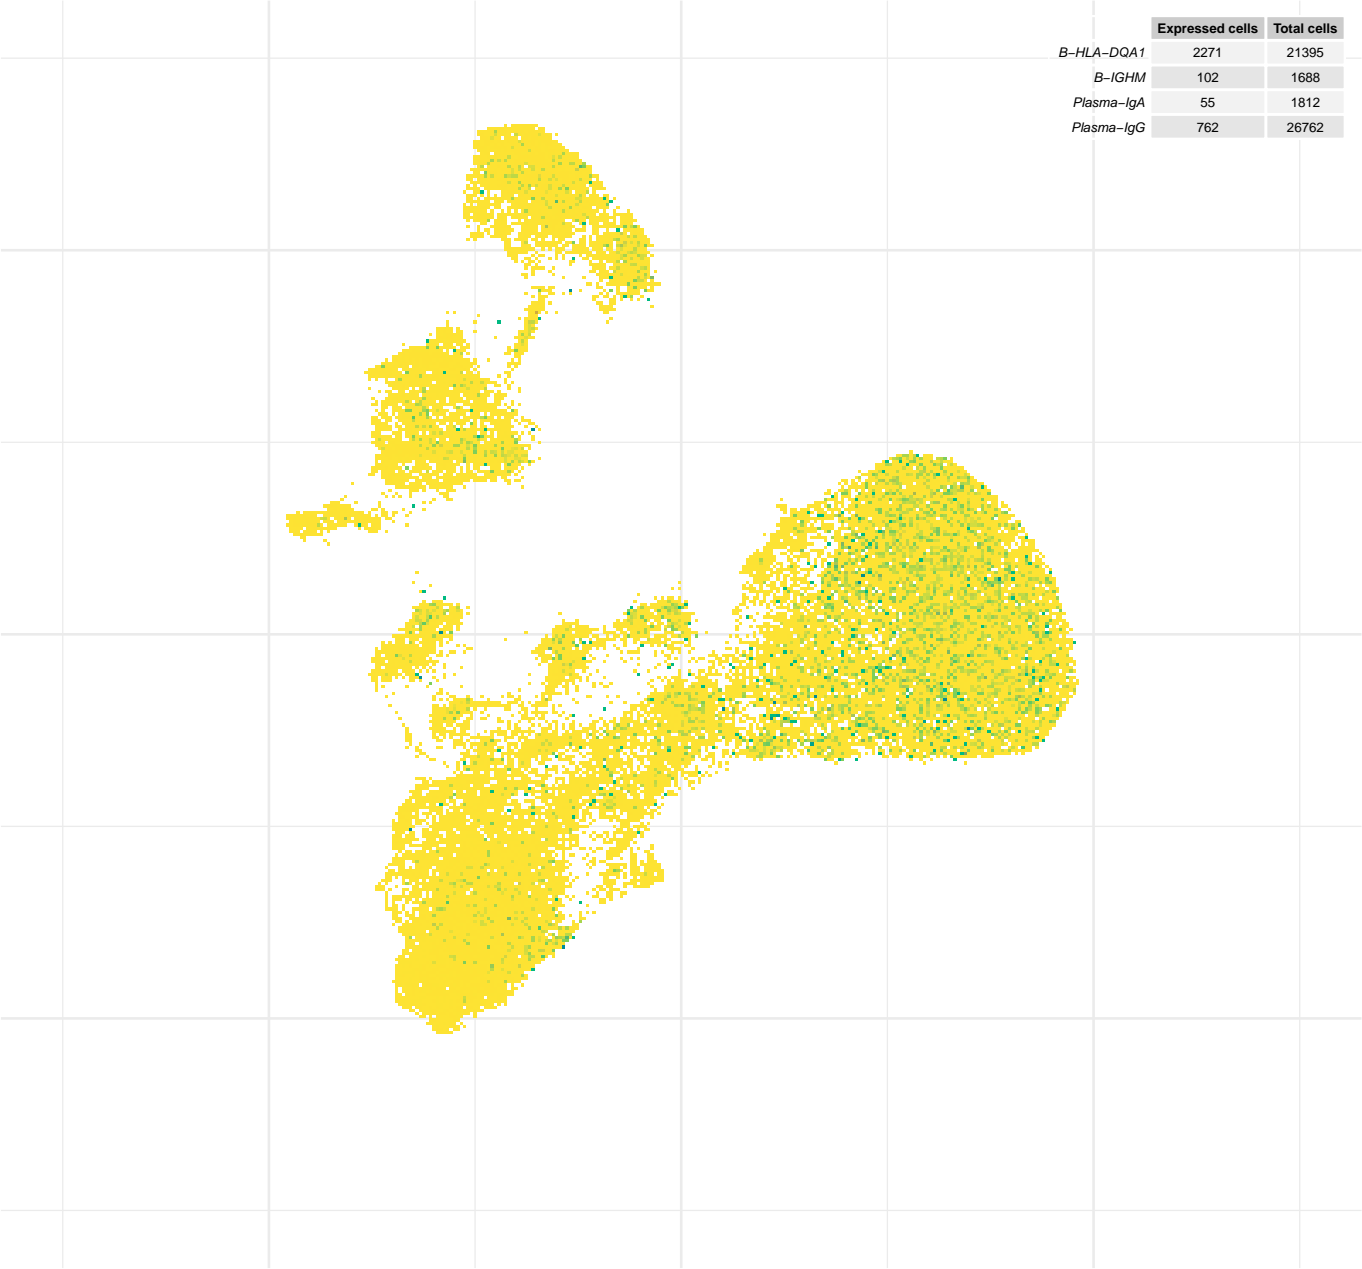 Expressed cells Total cells
B−HLA−DQA1 2271 21395
B−IGHM 102 1688
Plasma−IgA 55 1812
Plasma−IgG 762 26762